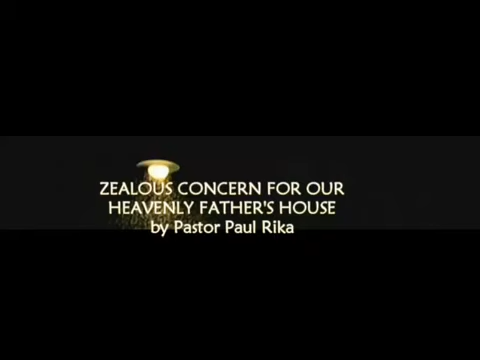 ZEALOUS CONCERN FOR OUR
HEAVENLY FATHER'S HOUSE
by Pastor Paul Rika